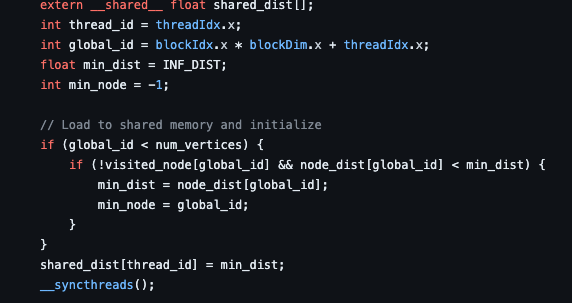 extern __shared__ float shared_dist[];
int thread_id = threadIdx.x;
int global_id = blockIdx.x * blockDim.x + threadIdx.x;
float min_dist = INF_DIST;
int min_node = -1;
// Load to shared memory and initialize
if (global_id < num_vertices) {
if (!visited_node[global_id] && node_dist[global_id] < min_dist) {
min_dist = node_dist[global_id];
min_node = global_id;
}
}
shared_dist[thread_id] = min_dist;
__syncthreads();